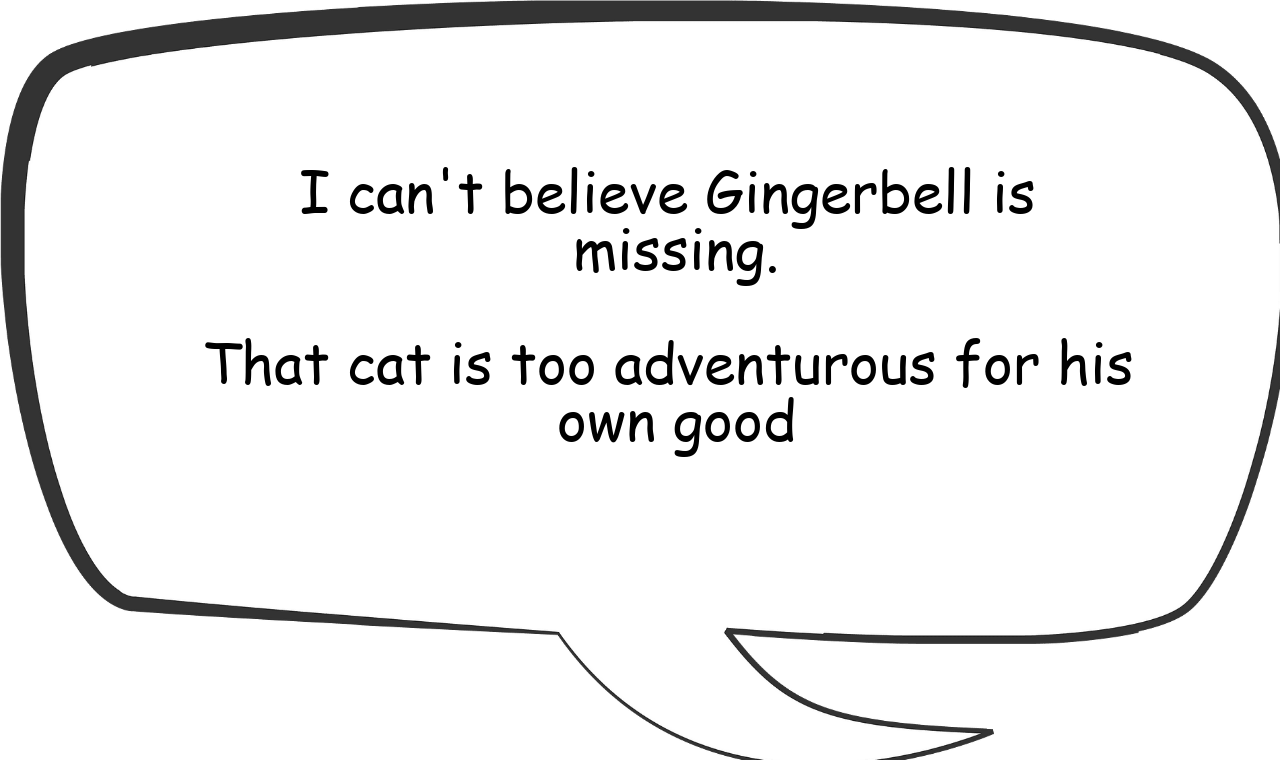 I can't believe Gingerbell is
missing.
That cat is too adventurous for his
own good